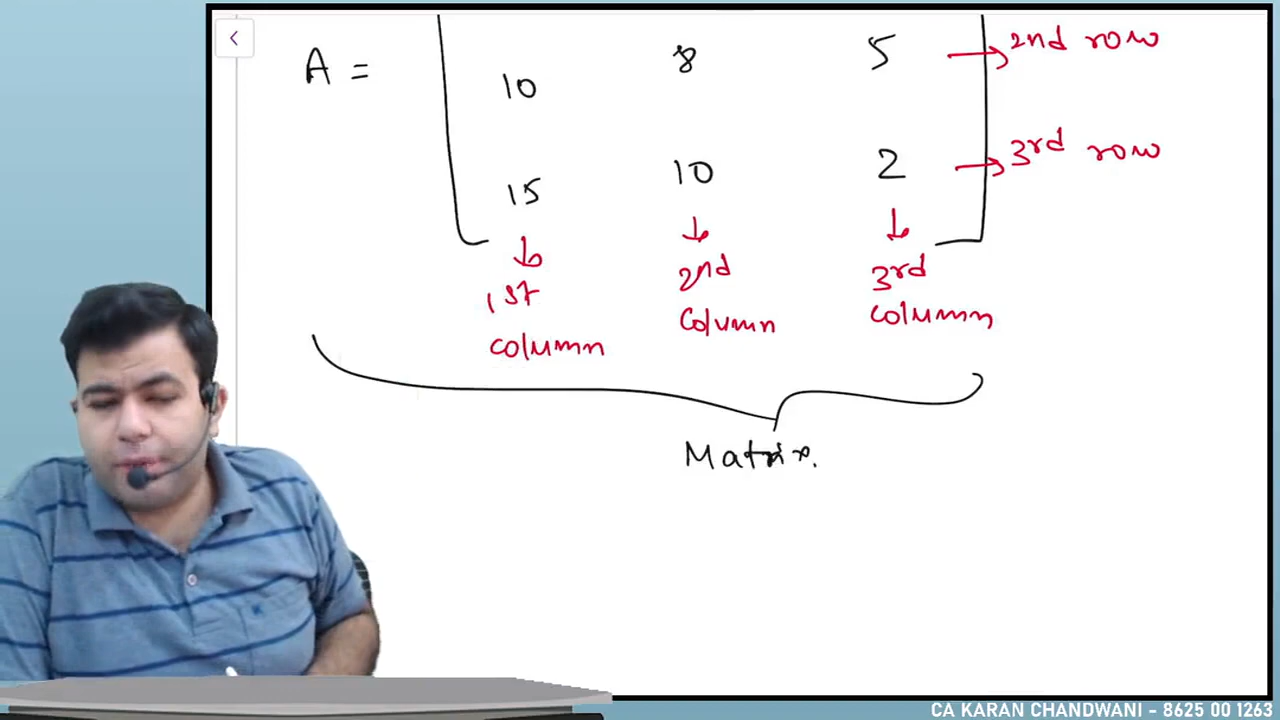 A =
10 8 5 → 2nd row
15 10 2 → 3rd row
↓ ↓ ↓
1st 2nd 3rd
column column column
Matrix.
CA KARAN CHANDWANI - 8625 00 1263